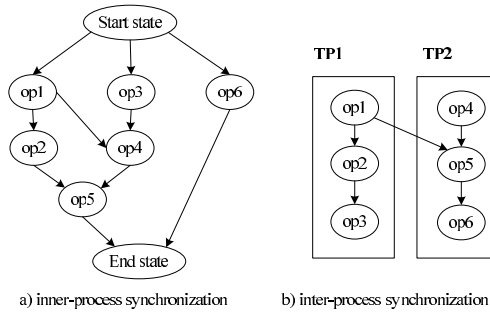 Start state
TP1
TP2
op1
op3
op6
op1
op4
op2
op4
op2
op5
op5
op3
op6
End state
a) inner-process synchronization
b) inter-process synchronization